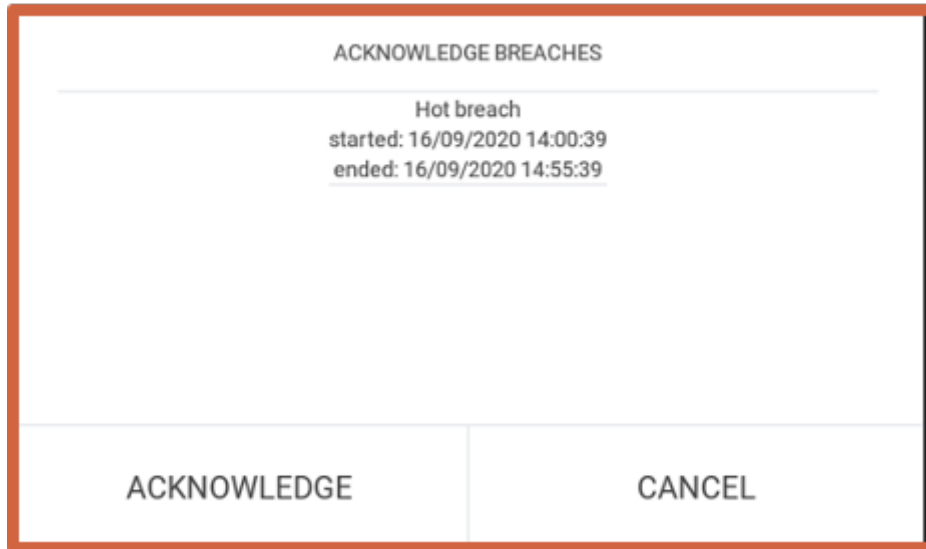 ACKNOWLEDGE BREACHES
Hot breach
started: 16/09/2020 14:00:39
ended: 16/09/2020 14:55:39
ACKNOWLEDGE
CANCEL